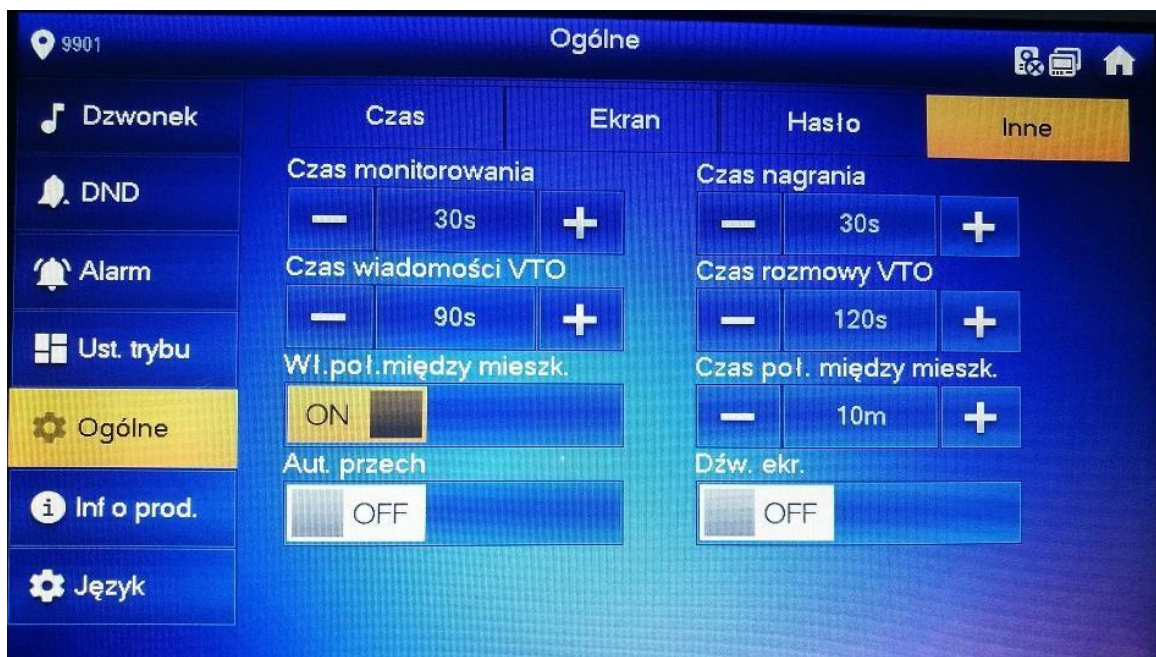 9901
Ogólne
Dzwonek
DND
Alarm
Ust. trybu
Ogólne
Inf o prod.
Język
Czas
Ekran
Hasło
Inne
Czas monitorowania
30s
Czas nagrania
30s
Czas wiadomości VTO
90s
Czas rozmowy VTO
120s
Wł.poł.między mieszk.
ON
Czas poł. między mieszk.
10m
Aut. przech
OFF
Dźw. ekr.
OFF